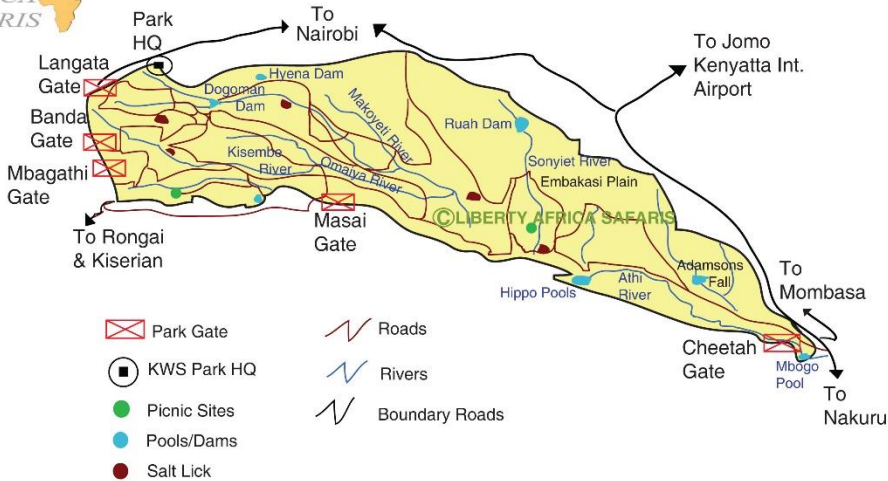 To
Nairobi
Park
HQ
Langata
Gate
Banda
Gate
Mbagathi
Gate
To Rongai
& Kiserian
Hyena Dam
Dogoman
Dam
Makoyeti River
Kisembe
River
Omaiya River
Masai
Gate
Ruah Dam
Sonyiet River
Embakasi Plain
©LIBERTY AFRICA SAFARIS
To Jomo
Kenyatta Int.
Airport
Hippo Pools
Athi
River
Adamsons
Fall
To
Mombasa
Cheetah
Gate
Mbogo
Pool
To
Nakuru
Park Gate
KWS Park HQ
Picnic Sites
Pools/Dams
Salt Lick
Roads
Rivers
Boundary Roads